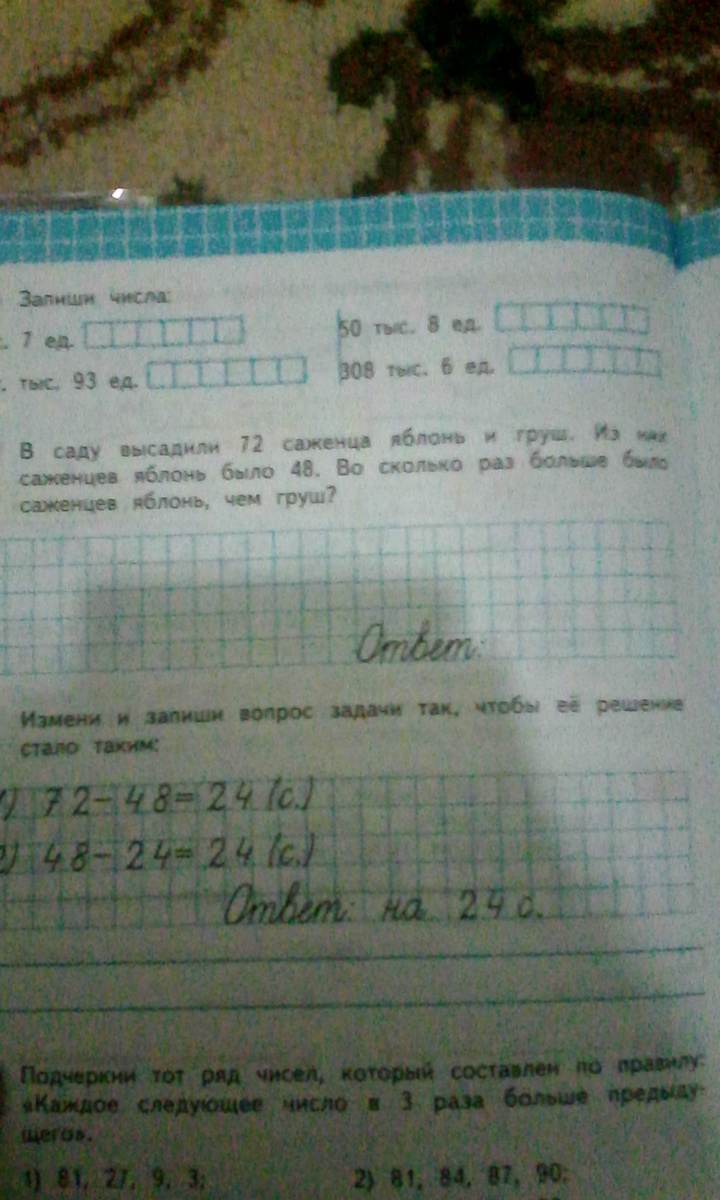 Запиши числа:
7 ед.
50 тыс. 8 ед.
тыс. 93 ед.
308 тыс. 6 ед.
В саду высадили 72 саженца яблонь и груш. Из них
саженцев яблонь было 48. Во сколько раз больше было
саженцев яблонь, чем груш?
Ответ:
Измени и запиши вопрос задачи так, чтобы её решение
стало таким:
1) 72-48=24 (с.)
2) 48-24=24 (с.)
Ответ: на 24 с.
Подчеркни тот ряд чисел, который составлен по правилу:
«Каждое следующее число в 3 раза больше предыду-
щего».
1) 81, 27, 9, 3;
2) 81, 84, 87, 90;